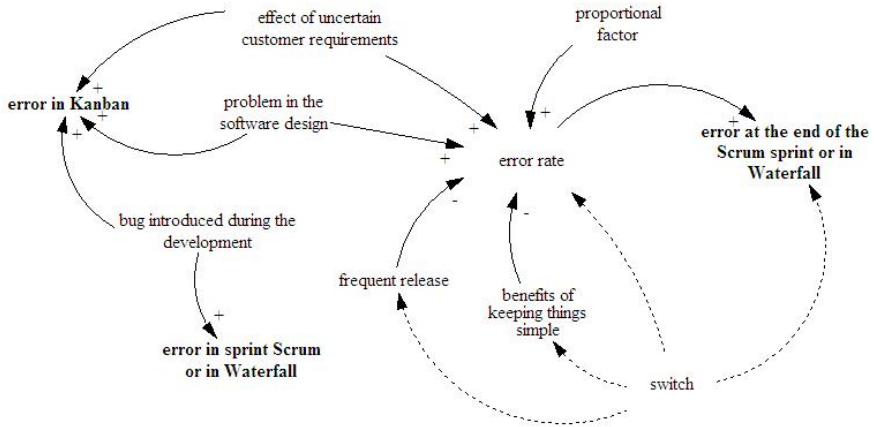 effect of uncertain
customer requirements
proportional
factor
error in Kanban
+
+
+
problem in the
software design
+
+
+
error rate
+
error at the end of the
Scrum sprint or in
Waterfall
-
-
bug introduced during the
development
frequent release
benefits of
keeping things
simple
+
error in sprint Scrum
or in Waterfall
switch